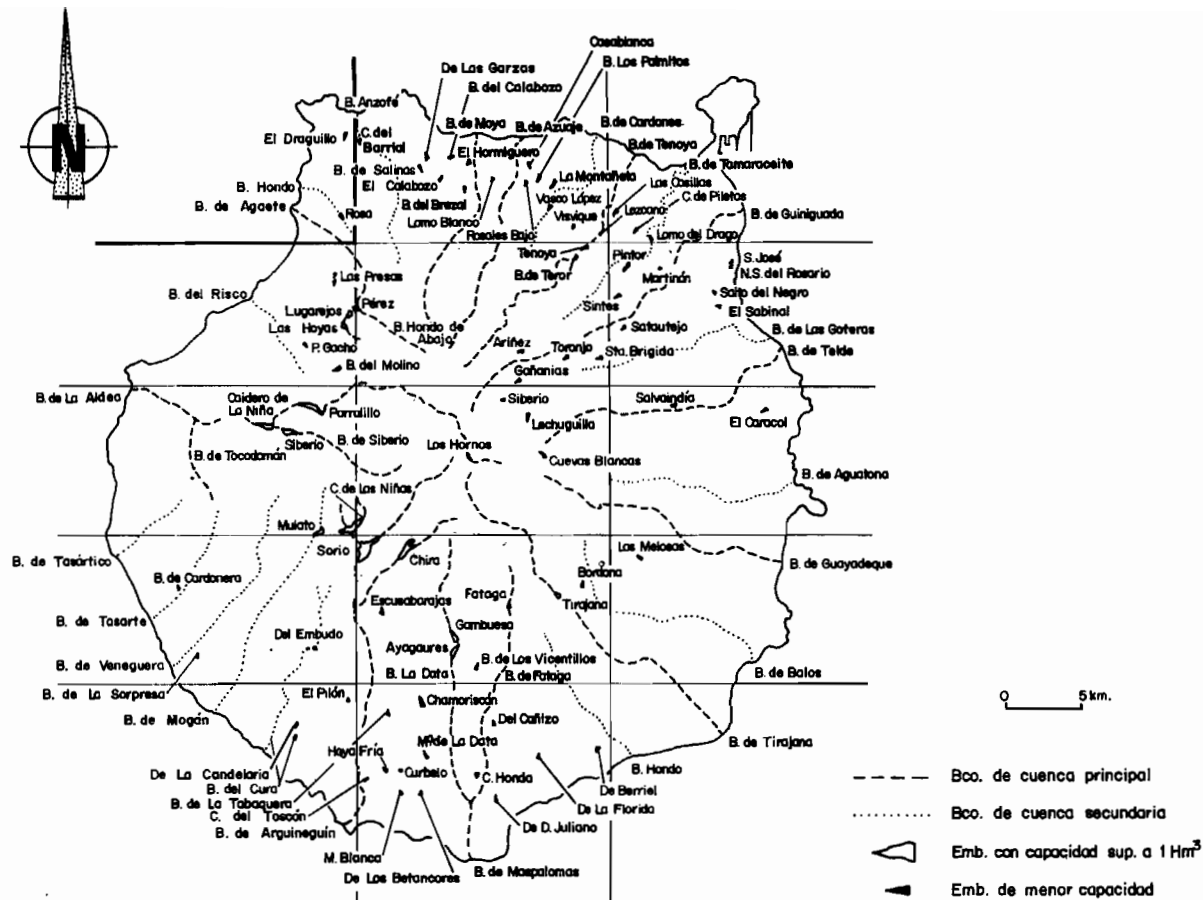 N
Casablanca
B. Los Palmitos
De Las Garzas
B. del Calabozo
B. Anzofé
B. de Moya
B. de Azuaje
B. de Cardones
El Draguillo
C. del
Barrial
B. de Tenoya
El Hormiguero
B. de Tamaraceite
B. de Salinas
El Calabozo
La Montañeta
Las Casillas
B. Hondo
B. del Brezal
Vasco López
C. de Piletas
B. de Agaete
Rosa
Lomo Blanco
Visvique
Lezcano
B. de Guiniguada
Rosales Bajo
Lomo del Drago
Tenoya
Pintor
S. José
Las Presas
B. de Teror
Martinón
N.S. del Rosario
B. del Risco
Salto del Negro
Pérez
Lugarejos
Sintes
El Sabinal
Las Hoyas
B. Hondo de
Abajo
Satautejo
B. de Las Goteras
P. Gacho
Ariñez
Toronjo
Sta. Brigida
B. de Telde
B. del Molino
Gañanias
B. de La Aldea
Caidero de
La Niña
Parralillo
Siberio
Salvaindía
Lechuguilla
El Caracol
Siberio
B. de Siberio
Los Hornos
B. de Tocodomán
Cuevas Blancas
B. de Aguatona
C. de Las Niñas
Mulato
Soria
Chira
Las Melosas
B. de Tasártico
B. de Guayadeque
B. de Cardonera
Bordona
Escusabarajas
Fataga
Tirajana
B. de Tasarte
Gambuesa
Del Embudo
Ayagaures
B. de Veneguera
B. de Los Vicentillos
B. La Data
B. de Fataga
B. de Balos
B. de La Sorpresa
El Pilón
Chamoriscán
0 5 km.
B. de Mogán
Del Cañizo
Mñ. de La Data
B. de Tirajana
Haya Fría
De La Candelaria
Curbelo
C. Honda
B. Hondo
Bco. de cuenca principal
B. del Cura
De Berriel
B. de La Tabaquera
De La Florida
C. del Toscón
Bco. de cuenca secundaria
B. de Arguineguín
De D. Juliano
M. Blanca
Emb. con capacidad sup. a 1 Hm³
De Los Betancores
B. de Maspalomas
Emb. de menor capacidad